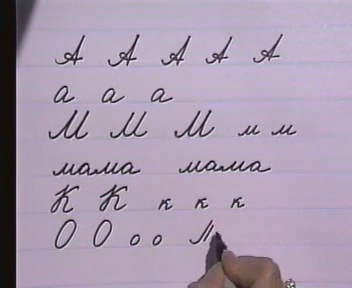 А А А А А
а а а
М М М м м
мама мама
К К к к к
О О о о